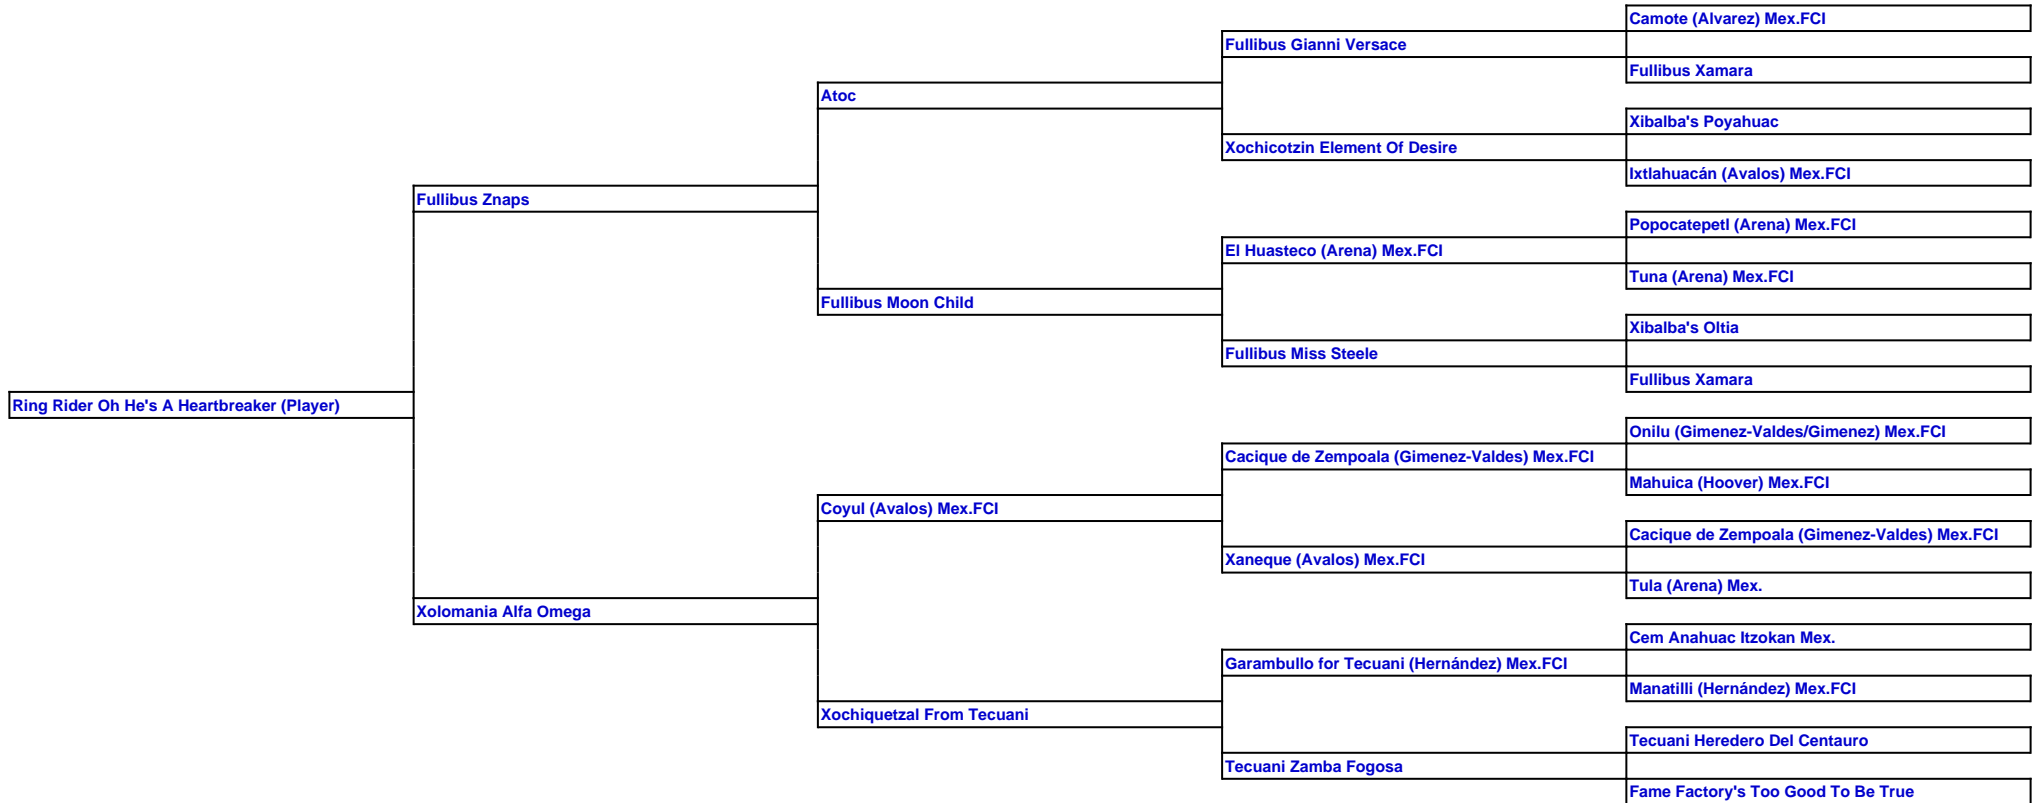 Camote (Alvarez) Mex.FCI
Fullibus Gianni Versace
Fullibus Xamara
Atoc
Xibalba's Poyahuac
Xochicotzin Element Of Desire
Ixtlahuacán (Avalos) Mex.FCI
Fullibus Znaps
Popocatepetl (Arena) Mex.FCI
El Huasteco (Arena) Mex.FCI
Tuna (Arena) Mex.FCI
Fullibus Moon Child
Xibalba's Oltia
Fullibus Miss Steele
Fullibus Xamara
Ring Rider Oh He's A Heartbreaker (Player)
Onilu (Gimenez-Valdes/Gimenez) Mex.FCI
Cacique de Zempoala (Gimenez-Valdes) Mex.FCI
Mahuica (Hoover) Mex.FCI
Coyul (Avalos) Mex.FCI
Cacique de Zempoala (Gimenez-Valdes) Mex.FCI
Xaneque (Avalos) Mex.FCI
Tula (Arena) Mex.
Xolomania Alfa Omega
Cem Anahuac Itzokan Mex.
Garambullo for Tecuani (Hernández) Mex.FCI
Manatilli (Hernández) Mex.FCI
Xochiquetzal From Tecuani
Tecuani Heredero Del Centauro
Tecuani Zamba Fogosa
Fame Factory's Too Good To Be True